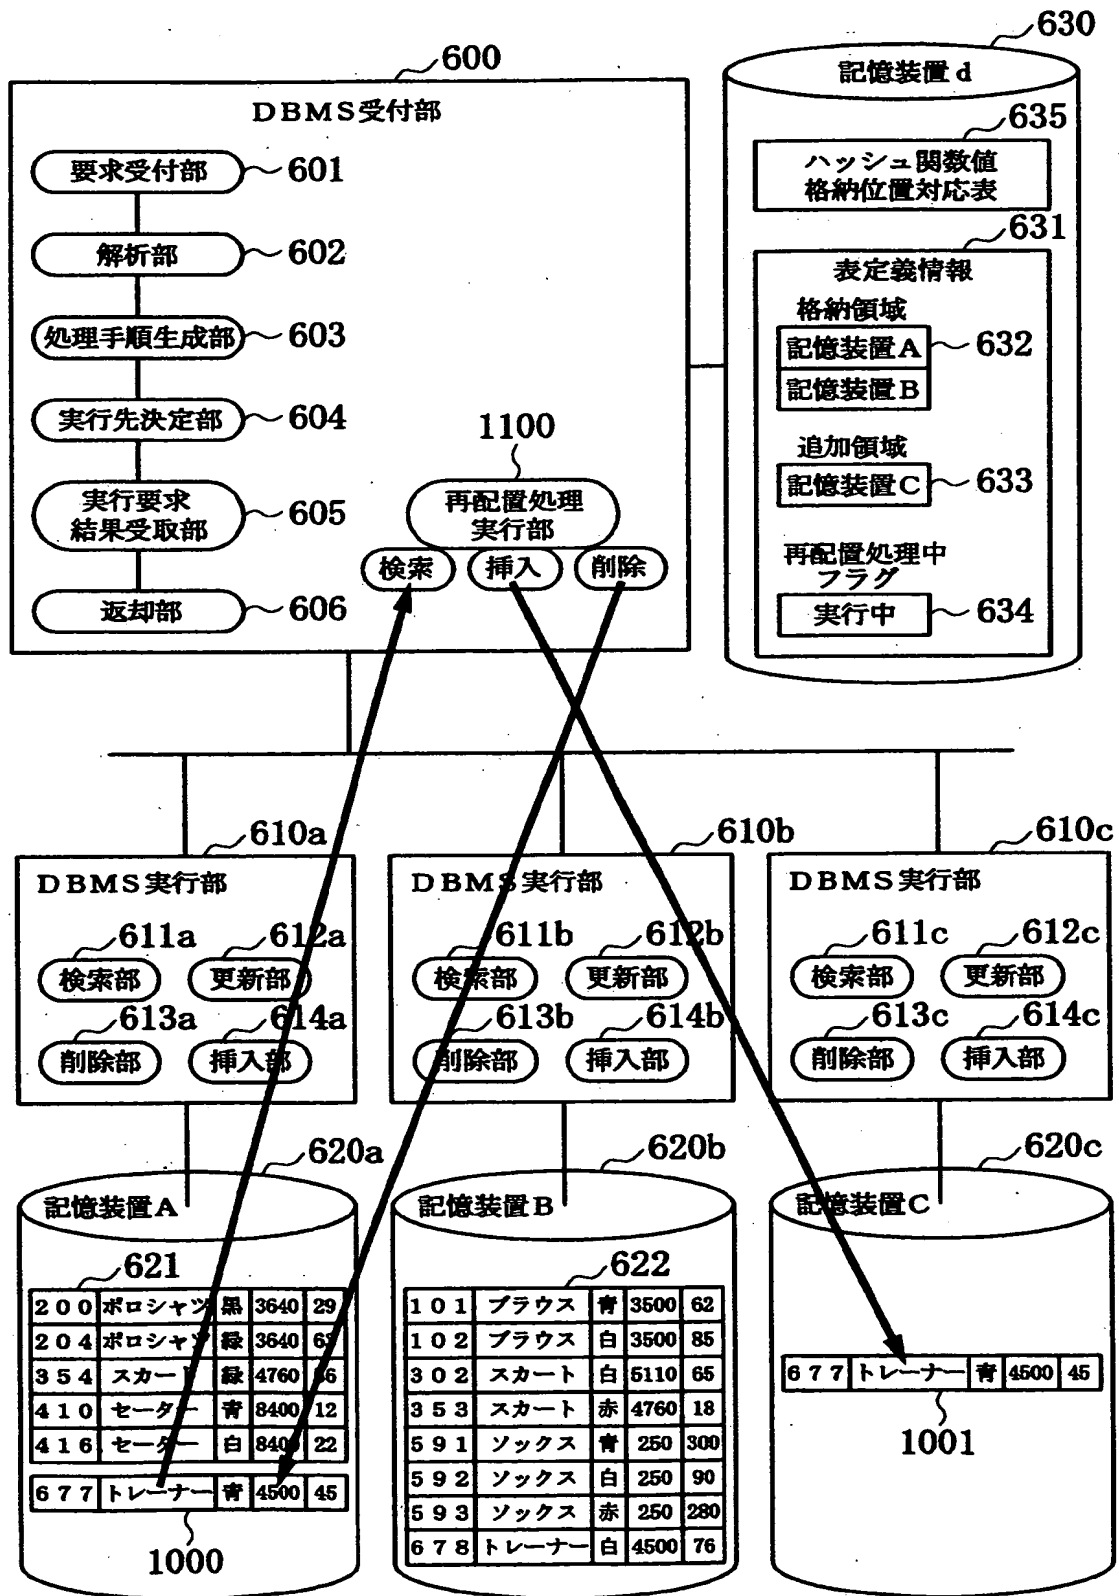 600
DBMS受付部
要求受付部
601
解析部
602
処理手順生成部
603
実行先決定部
604
実行要求
結果受取部
605
返却部
606
1100
再配置処理
実行部
検索
挿入
削除
630
記憶装置d
635
ハッシュ関数値
格納位置対応表
631
表定義情報
格納領域
記憶装置A
632
記憶装置B
追加領域
記憶装置C
633
再配置処理中
フラグ
実行中
634
610a
DBMS実行部
611a
612a
検索部
更新部
613a
614a
削除部
挿入部
610b
DBMS実行部
611b
612b
検索部
更新部
613b
614b
削除部
挿入部
610c
DBMS実行部
611c
612c
検索部
更新部
613c
614c
削除部
挿入部
620a
記憶装置A
621
200 ポロシャツ 黒 3640 29
204 ポロシャツ 緑 3640
354 スカート 緑 4760
410 セーター 青 8400 12
416 セーター 白 8400 22
677 トレーナー 青 4500 45
1000
620b
記憶装置B
622
101 ブラウス 青 3500 62
102 ブラウス 白 3500 85
302 スカート 白 5110 65
353 スカート 赤 4760 18
591 ソックス 青 250 300
592 ソックス 白 250 90
593 ソックス 赤 250 280
678 トレーナー 白 4500 76
620c
記憶装置C
677 トレーナー 青 4500 45
1001